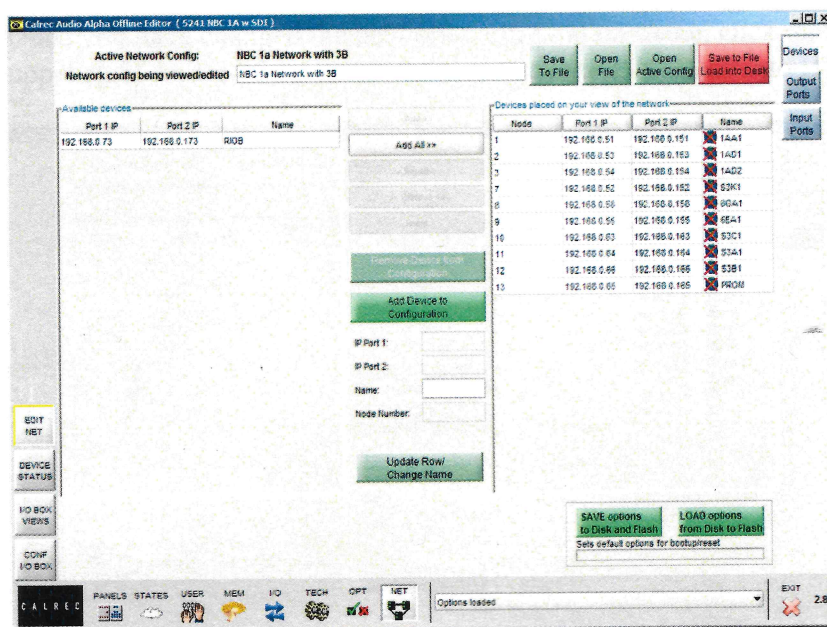 Calrec Audio Alpha Offline Editor ( 5241 NBC 1A w SDI )
Active Network Config: NBC 1a Network with 3B
Network config being viewed/edited NBC 1a Network with 3B
Save To File
Open File
Open Active Config
Save to File Load into Desk
Devices
Output Ports
Input Ports
Available devices
Port 1 IP Port 2 IP Name
192.168.0.73 192.168.0.173 RIOB
Add All >>
Remove Device from Configuration
Add Device to Configuration
IP Port 1:
IP Port 2:
Name:
Node Number:
Update Row/ Change Name
Devices placed on your view of the network
Node Port 1 IP Port 2 IP Name
1 192.168.0.51 192.168.0.151 1AA1
2 192.168.0.53 192.168.0.153 1AD1
3 192.168.0.54 192.168.0.154 1AD2
7 192.168.0.52 192.168.0.152 S3K1
8 192.168.0.58 192.168.0.158
9 192.168.0.55 192.168.0.155
10 192.168.0.63 192.168.0.163 S3C1
11 192.168.0.64 192.168.0.164 S3A1
12 192.168.0.66 192.168.0.166 S3B1
13 192.168.0.65 192.168.0.165 PROM
EDIT NET
DEVICE STATUS
I/O BOX VIEWS
CONF I/O BOX
SAVE options to Disk and Flash
LOAD options from Disk to Flash
Sets default options for bootup/reset
CALREC
PANELS STATES USER MEM I/O TECH OPT NET
Options loaded
EXIT
2.8